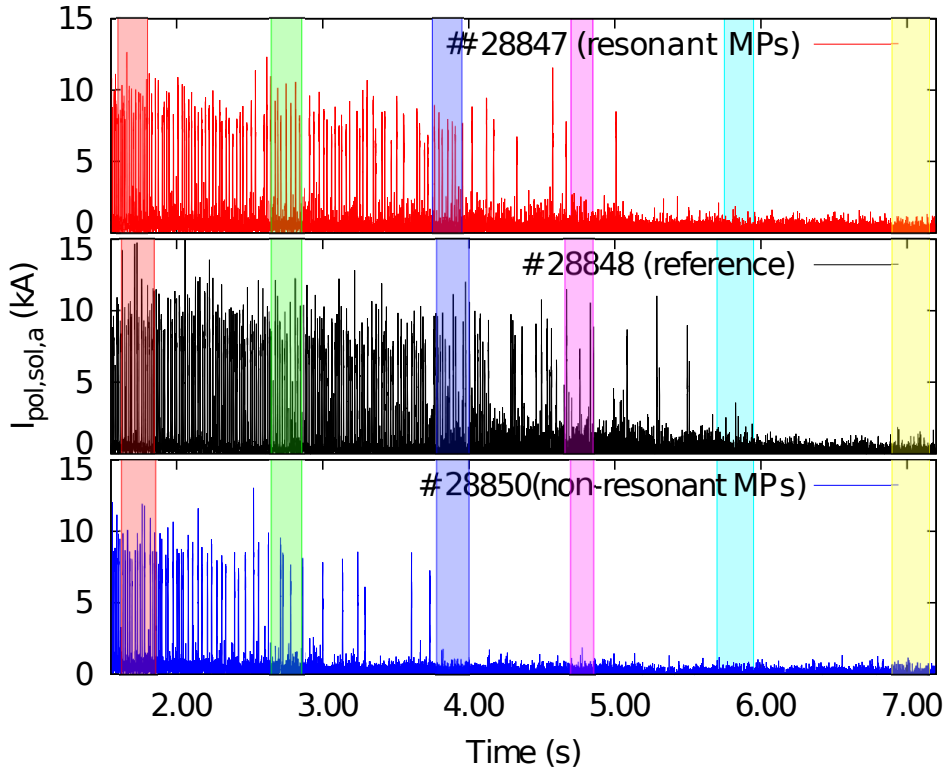 15
##28847 (resonant MPs)
10
5
0
15
#28848 (reference)
10
5
0
I_pol,sol,a (kA)
15
#28850(non-resonant MPs)
10
5
0
2.00 3.00 4.00 5.00 6.00 7.00
Time (s)